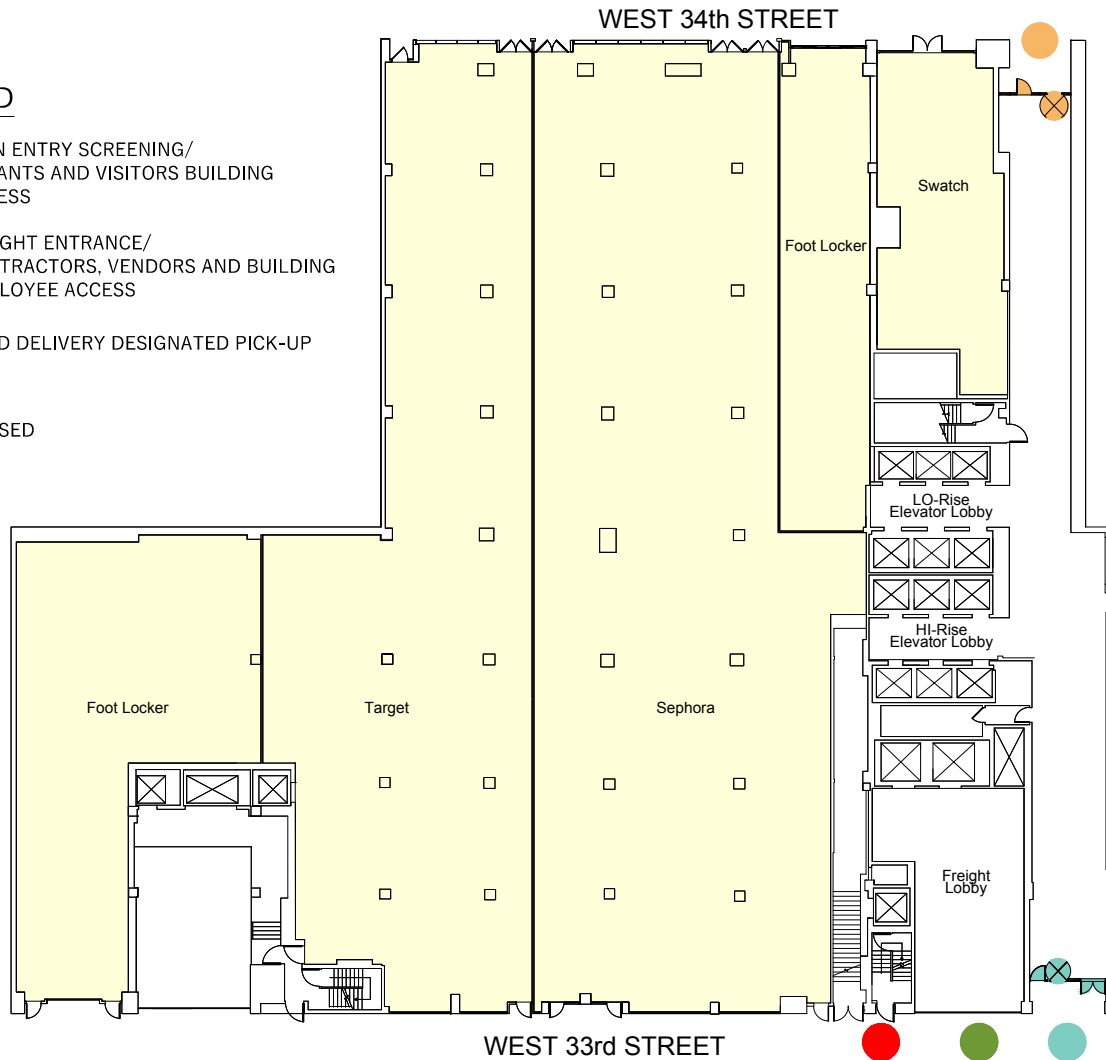 WEST 34th STREET
D
N ENTRY SCREENING/
ANTS AND VISITORS BUILDING
ESS
GHT ENTRANCE/
TRACTORS, VENDORS AND BUILDING
LOYEE ACCESS
D DELIVERY DESIGNATED PICK-UP
SED
Swatch
Foot Locker
LO-Rise
Elevator Lobby
HI-Rise
Elevator Lobby
Foot Locker
Target
Sephora
Freight
Lobby
WEST 33rd STREET